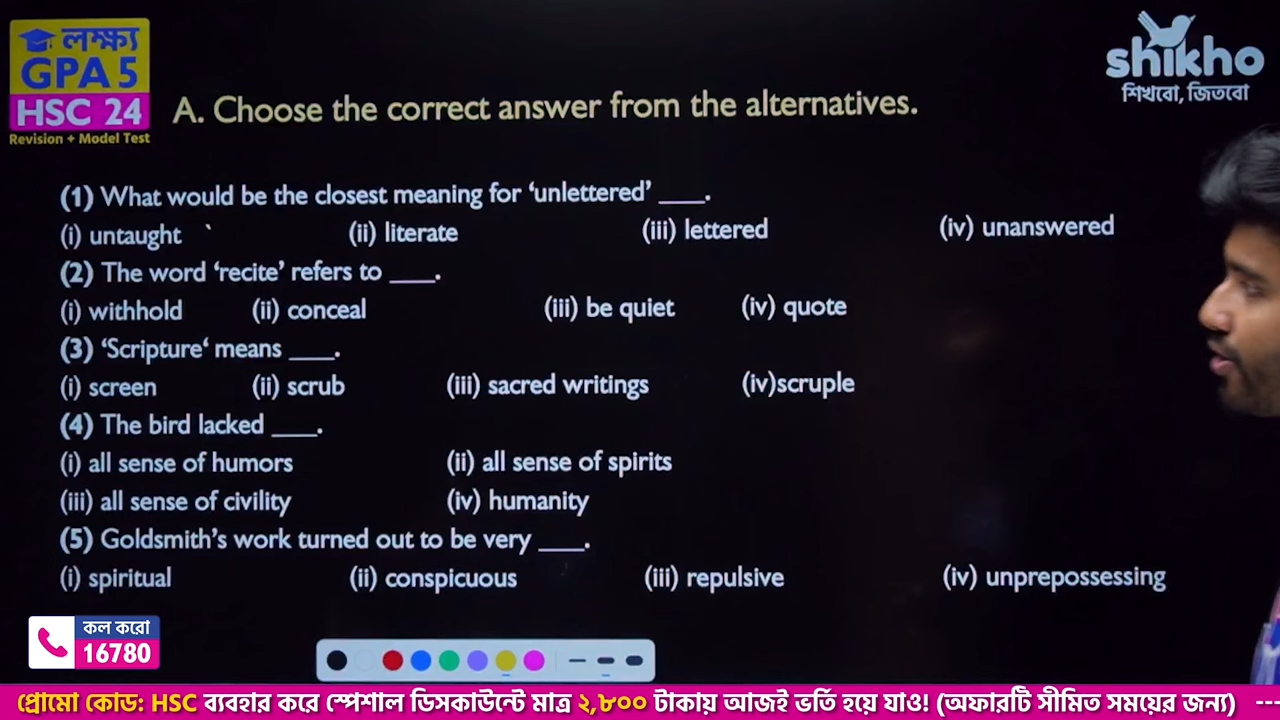 লক্ষ্য
GPA 5
HSC 24
Revision + Model Test
shikho
শিখবো, জিতবো
A. Choose the correct answer from the alternatives.
(1) What would be the closest meaning for ‘unlettered’ ____.
(i) untaught (ii) literate (iii) lettered (iv) unanswered
(2) The word ‘recite’ refers to ____.
(i) withhold (ii) conceal (iii) be quiet (iv) quote
(3) ‘Scripture‘ means ____.
(i) screen (ii) scrub (iii) sacred writings (iv)scruple
(4) The bird lacked ____.
(i) all sense of humors (ii) all sense of spirits
(iii) all sense of civility (iv) humanity
(5) Goldsmith’s work turned out to be very ____.
(i) spiritual (ii) conspicuous (iii) repulsive (iv) unprepossessing
কল করো
16780
প্রোমো কোড: HSC ব্যবহার করে স্পেশাল ডিসকাউন্টে মাত্র ২,৮০০ টাকায় আজই ভর্তি হয়ে যাও! (অফারটি সীমিত সময়ের জন্য) ---